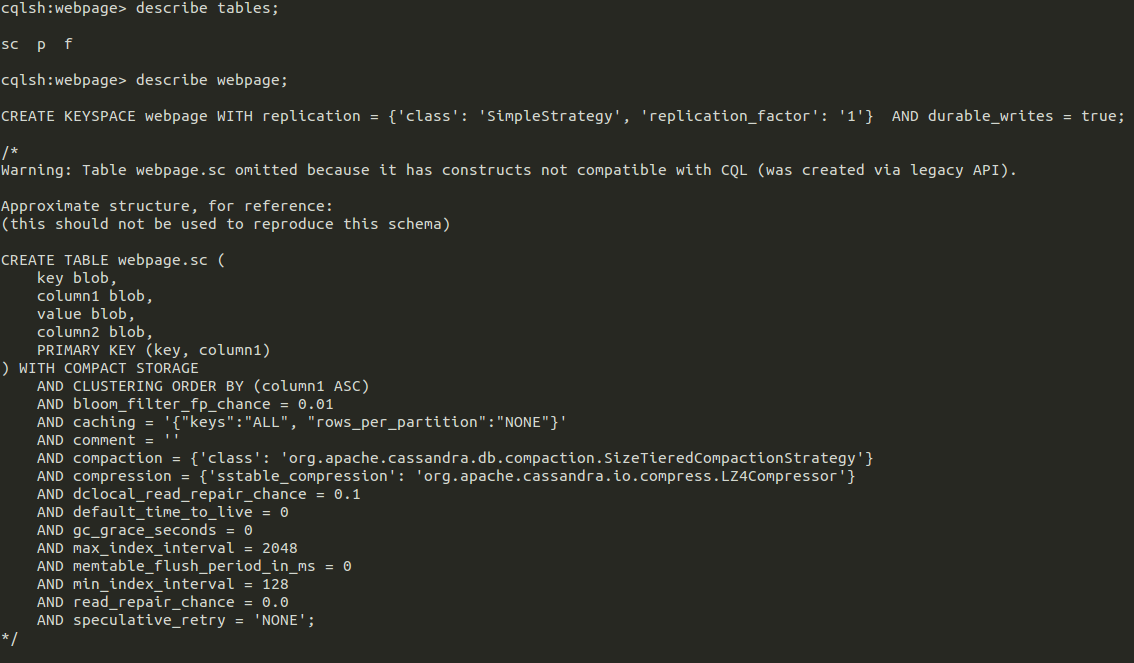 cqlsh:webpage> describe tables;
sc  p  f
cqlsh:webpage> describe webpage;
CREATE KEYSPACE webpage WITH replication = {'class': 'SimpleStrategy', 'replication_factor': '1'}  AND durable_writes = true;
/*
Warning: Table webpage.sc omitted because it has constructs not compatible with CQL (was created via legacy API).
Approximate structure, for reference:
(this should not be used to reproduce this schema)
CREATE TABLE webpage.sc (
    key blob,
    column1 blob,
    value blob,
    column2 blob,
    PRIMARY KEY (key, column1)
) WITH COMPACT STORAGE
    AND CLUSTERING ORDER BY (column1 ASC)
    AND bloom_filter_fp_chance = 0.01
    AND caching = '{"keys":"ALL", "rows_per_partition":"NONE"}'
    AND comment = ''
    AND compaction = {'class': 'org.apache.cassandra.db.compaction.SizeTieredCompactionStrategy'}
    AND compression = {'sstable_compression': 'org.apache.cassandra.io.compress.LZ4Compressor'}
    AND dclocal_read_repair_chance = 0.1
    AND default_time_to_live = 0
    AND gc_grace_seconds = 0
    AND max_index_interval = 2048
    AND memtable_flush_period_in_ms = 0
    AND min_index_interval = 128
    AND read_repair_chance = 0.0
    AND speculative_retry = 'NONE';
*/